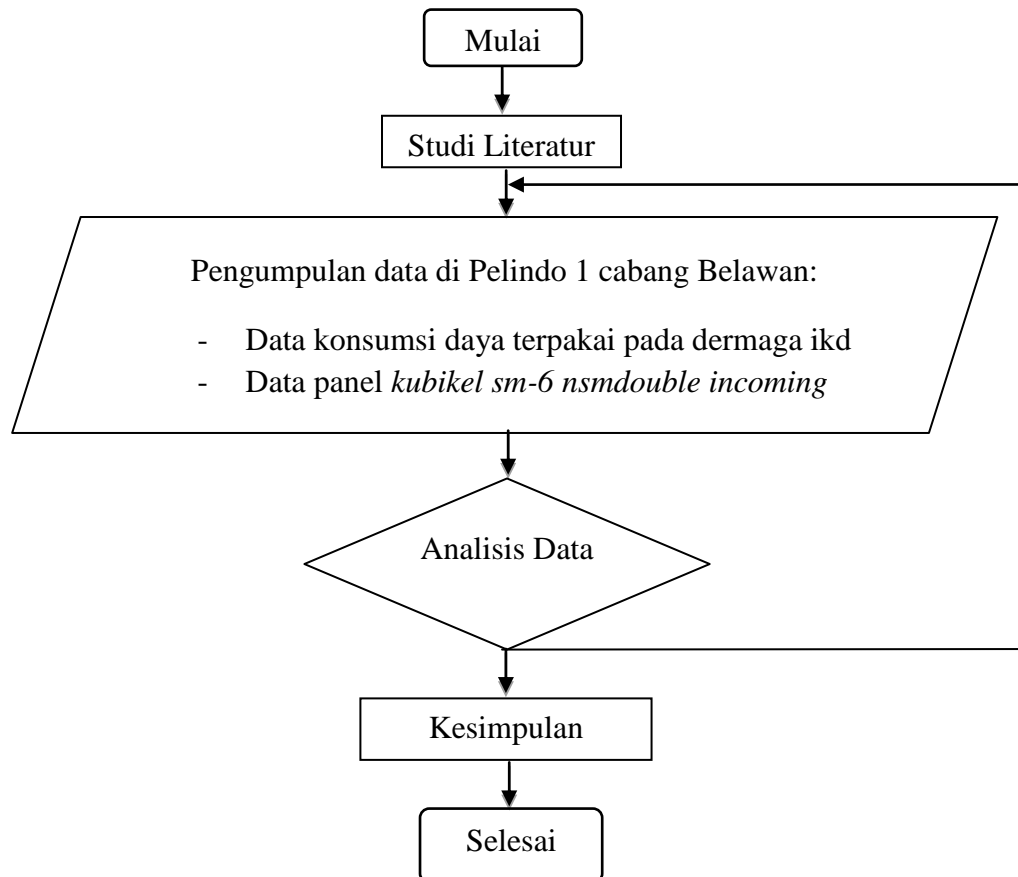 Mulai
Studi Literatur
Pengumpulan data di Pelindo 1 cabang Belawan:
- Data konsumsi daya terpakai pada dermaga ikd
- Data panel kubikel sm-6 nsmdouble incoming
Analisis Data
Kesimpulan
Selesai